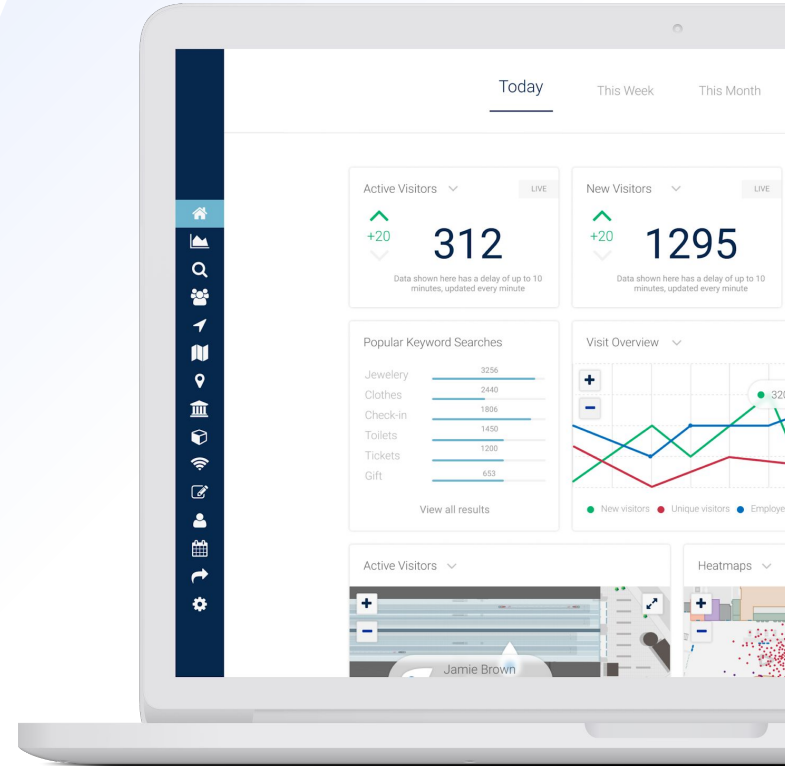 Today
This Week
This Month
Active Visitors
LIVE
+20
312
Data shown here has a delay of up to 10
minutes, updated every minute
New Visitors
LIVE
+20
1295
Data shown here has a delay of up to 10
minutes, updated every minute
Popular Keyword Searches
Jewelery 3256
Clothes 2440
Check-in 1806
Toilets 1450
Tickets 1200
Gift 653
View all results
Visit Overview
320
New visitors Unique visitors Employe
Active Visitors
Jamie Brown
Heatmaps